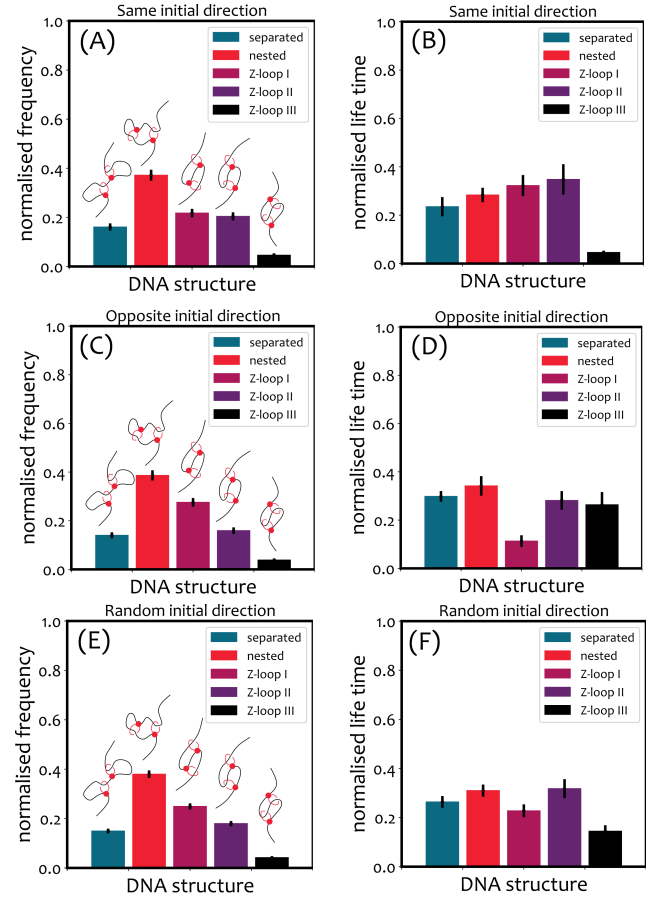 Same initial direction
(A)
normalised frequency
1.0
0.8
0.6
0.4
0.2
0.0
separated
nested
Z-loop I
Z-loop II
Z-loop III
DNA structure
Same initial direction
(B)
normalised life time
1.0
0.8
0.6
0.4
0.2
0.0
separated
nested
Z-loop I
Z-loop II
Z-loop III
DNA structure
Opposite initial direction
(C)
normalised frequency
1.0
0.8
0.6
0.4
0.2
0.0
separated
nested
Z-loop I
Z-loop II
Z-loop III
DNA structure
Opposite initial direction
(D)
normalised life time
1.0
0.8
0.6
0.4
0.2
0.0
separated
nested
Z-loop I
Z-loop II
Z-loop III
DNA structure
Random initial direction
(E)
normalised frequency
1.0
0.8
0.6
0.4
0.2
0.0
separated
nested
Z-loop I
Z-loop II
Z-loop III
DNA structure
Random initial direction
(F)
normalised life time
1.0
0.8
0.6
0.4
0.2
0.0
separated
nested
Z-loop I
Z-loop II
Z-loop III
DNA structure